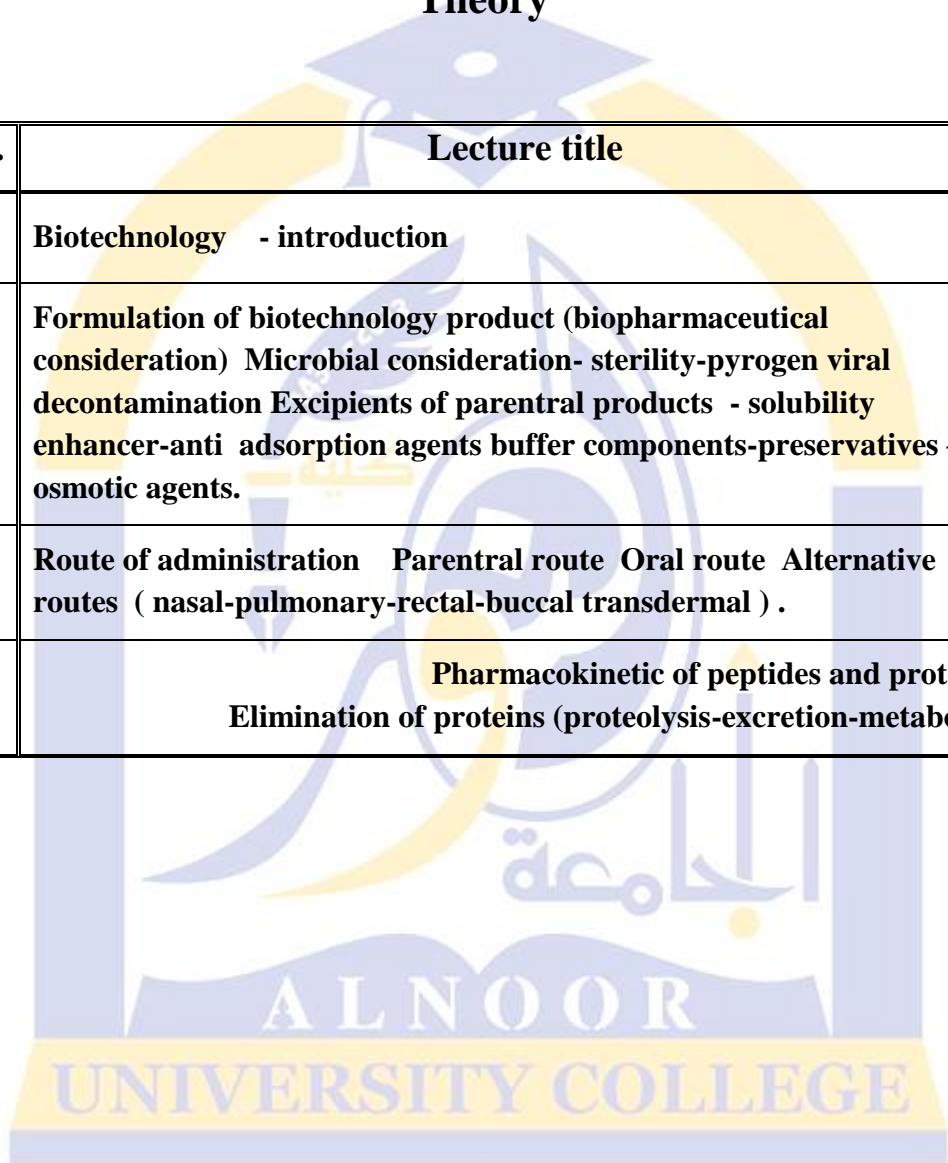 Theory
.
Lecture title
Biotechnology - introduction
Formulation of biotechnology product (biopharmaceutical
consideration) Microbial consideration- sterility-pyrogen viral
decontamination Excipients of parentral products - solubility
enhancer-anti adsorption agents buffer components-preservatives -
osmotic agents.
Route of administration Parentral route Oral route Alternative
routes ( nasal-pulmonary-rectal-buccal transdermal ) .
Pharmacokinetic of peptides and prot
Elimination of proteins (proteolysis-excretion-metabo
الجامعة
ALNOOR
UNIVERSITY COLLEGE